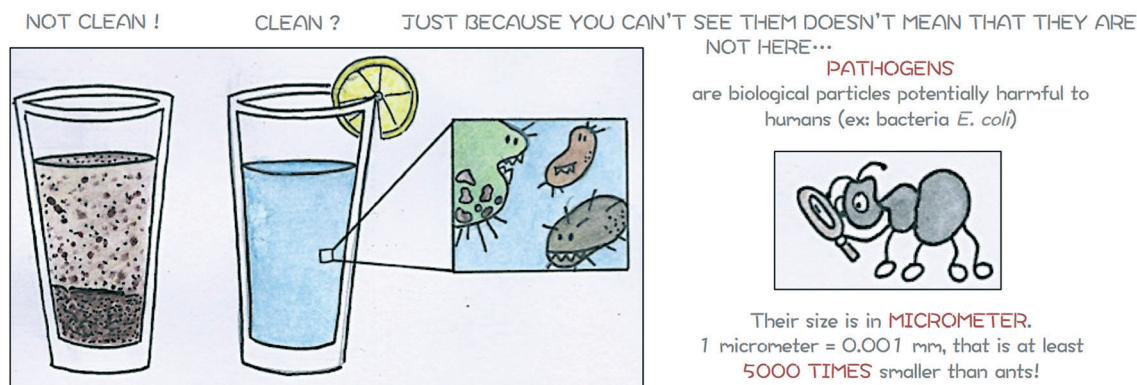 NOT CLEAN !
CLEAN ?
JUST BECAUSE YOU CAN'T SEE THEM DOESN'T MEAN THAT THEY ARE
NOT HERE...
PATHOGENS
are biological particles potentially harmful to
humans (ex: bacteria E. coli)
Their size is in MICROMETER.
1 micrometer = 0.001 mm, that is at least
5000 TIMES smaller than ants!